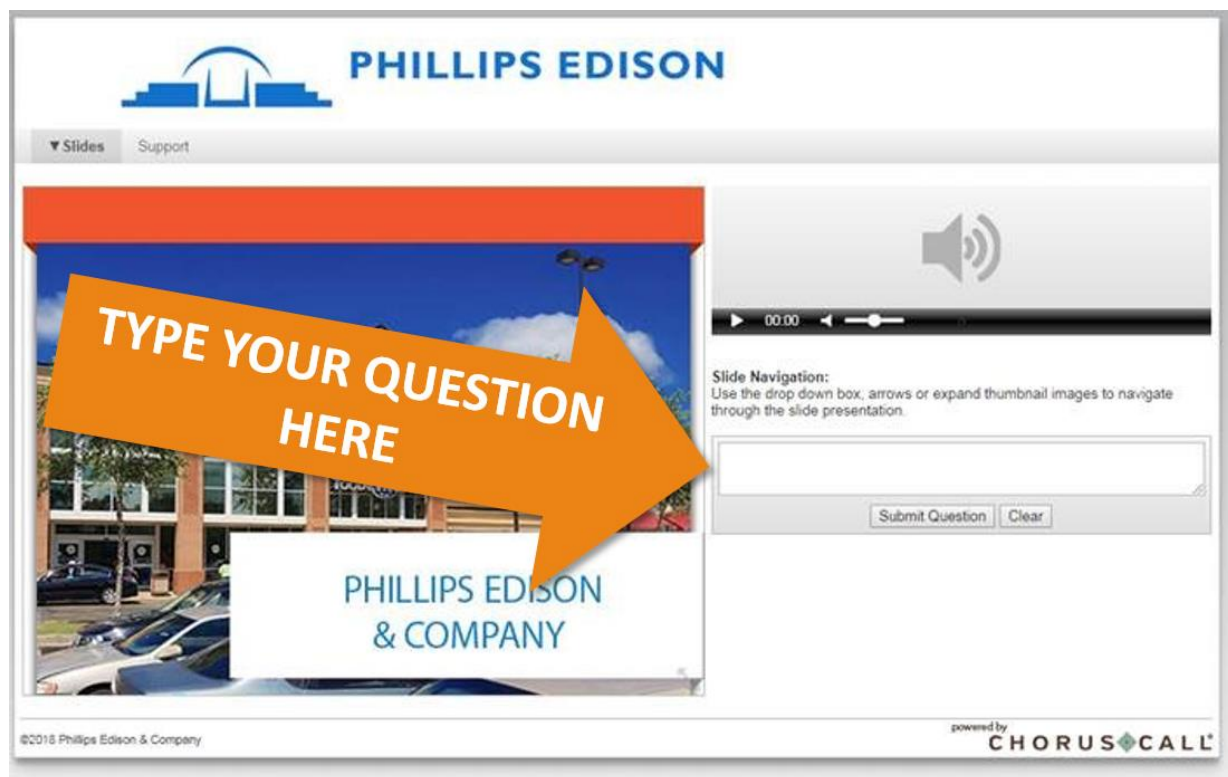 PHILLIPS EDISON
▼Slides Support
TYPE YOUR QUESTION
HERE
PHILLIPS EDISON
& COMPANY
00:00
Slide Navigation:
Use the drop down box, arrows or expand thumbnail images to navigate
through the slide presentation.
Submit Question Clear
©2018 Phillips Edison & Company
powered by
CHORUS CALL